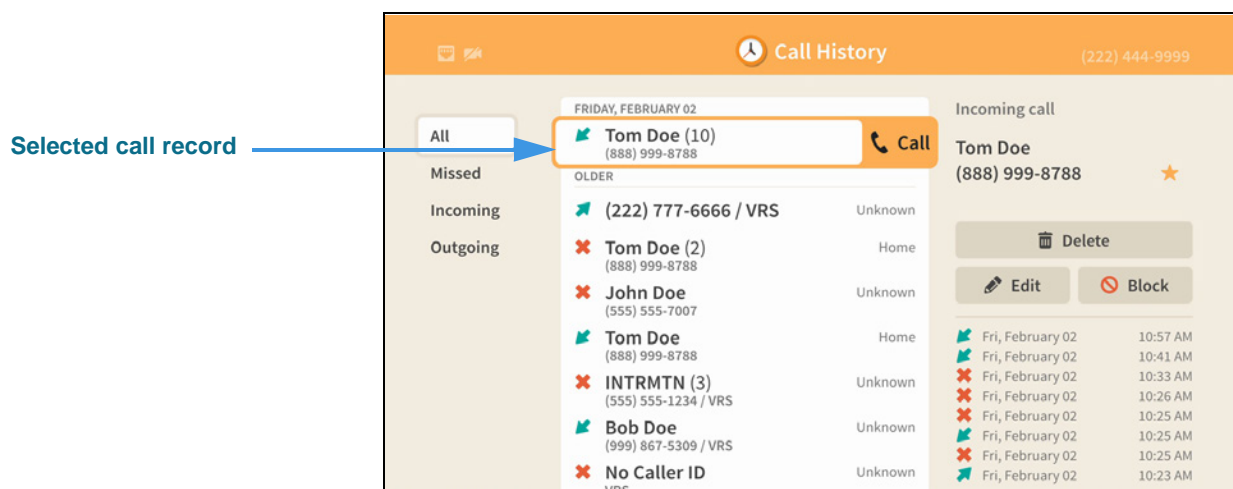 Selected call record
Call History
(222) 444-9999
All
Missed
Incoming
Outgoing
FRIDAY, FEBRUARY 02
Tom Doe (10)
(888) 999-8788
Call
OLDER
(222) 777-6666 / VRS Unknown
Tom Doe (2) Home
(888) 999-8788
John Doe Unknown
(555) 555-7007
Tom Doe Home
(888) 999-8788
INTRMTN (3) Unknown
(555) 555-1234 / VRS
Bob Doe Unknown
(999) 867-5309 / VRS
No Caller ID Unknown
VRS
Incoming call
Tom Doe
(888) 999-8788
Delete
Edit Block
Fri, February 02 10:57 AM
Fri, February 02 10:41 AM
Fri, February 02 10:33 AM
Fri, February 02 10:26 AM
Fri, February 02 10:25 AM
Fri, February 02 10:25 AM
Fri, February 02 10:25 AM
Fri, February 02 10:23 AM